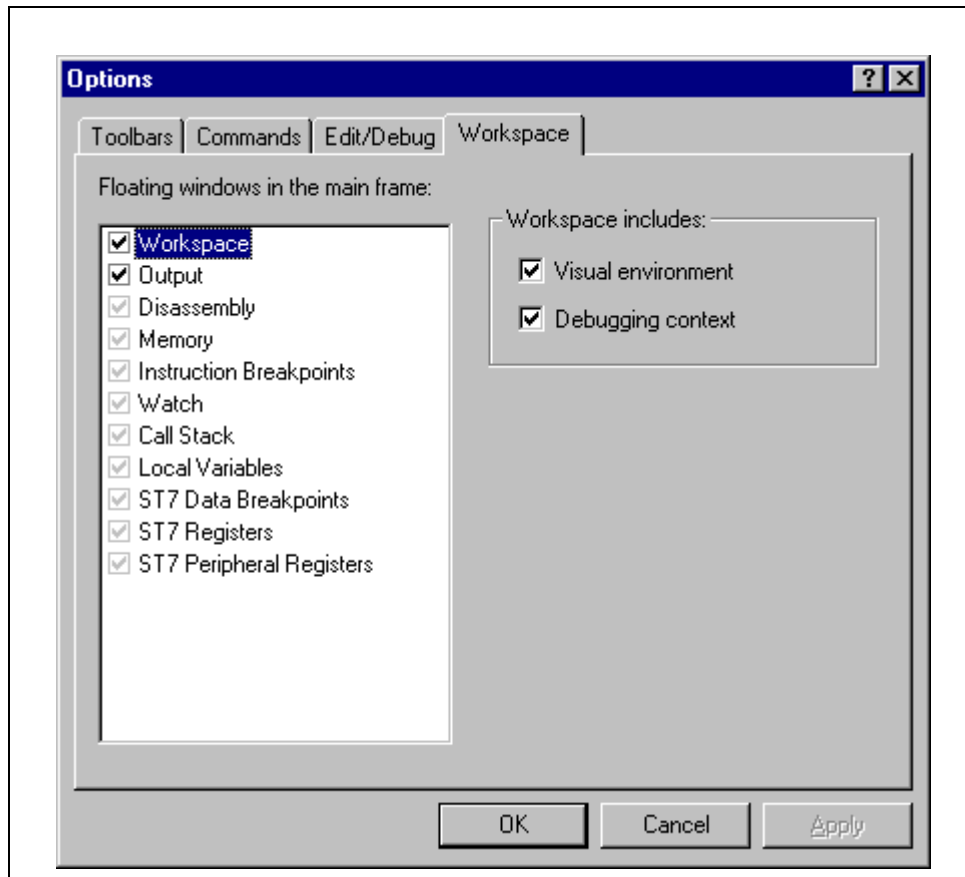 Options
Toolbars Commands Edit/Debug Workspace
Floating windows in the main frame:
Workspace
Output
Disassembly
Memory
Instruction Breakpoints
Watch
Call Stack
Local Variables
ST7 Data Breakpoints
ST7 Registers
ST7 Peripheral Registers
Workspace includes:
Visual environment
Debugging context
OK Cancel Apply